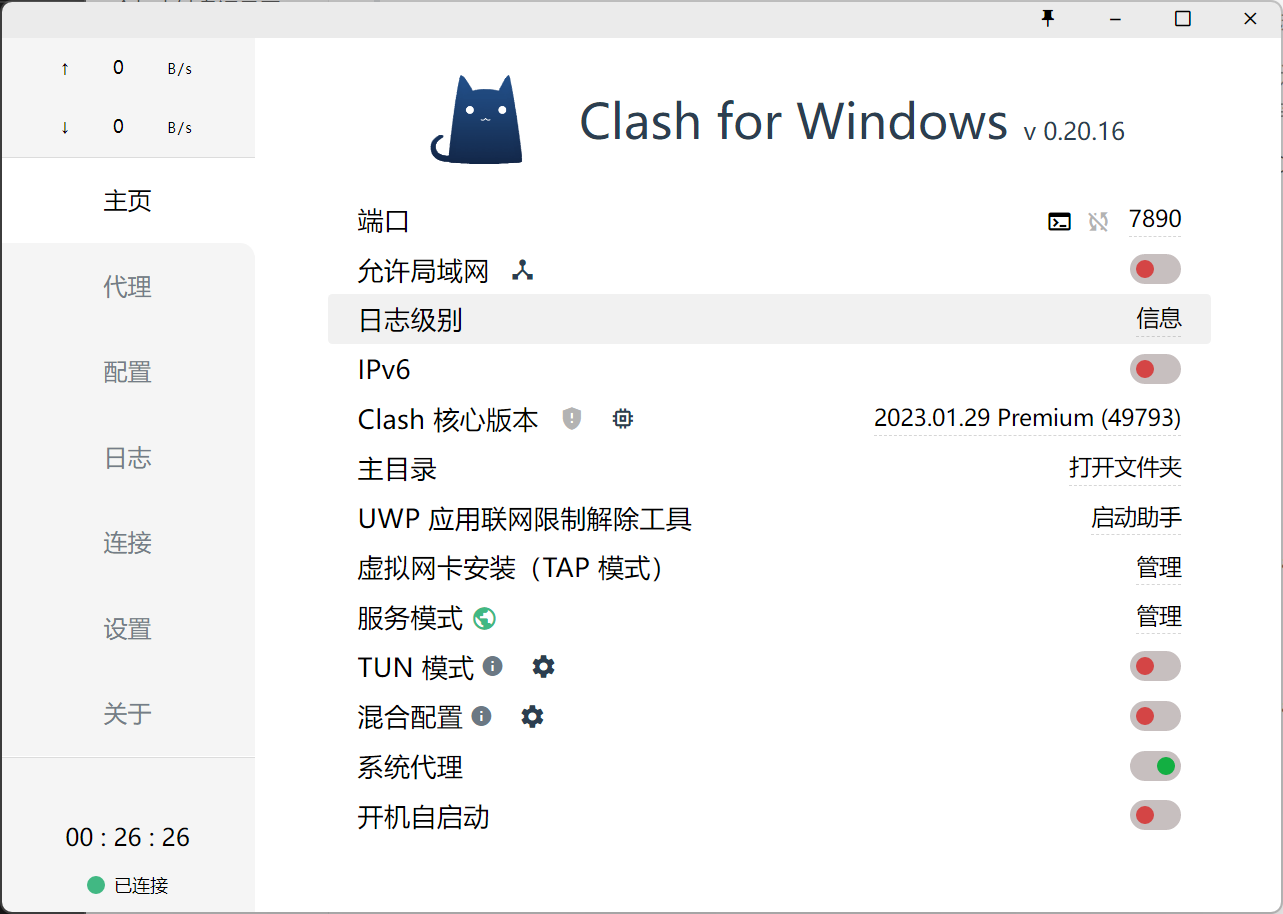 ↑ 0 B/s
↓ 0 B/s
主页
代理
配置
日志
连接
设置
关于
00 : 26 : 26
已连接
Clash for Windows v 0.20.16
端口 7890
允许局域网
日志级别 信息
IPv6
Clash 核心版本 2023.01.29 Premium (49793)
主目录 打开文件夹
UWP 应用联网限制解除工具 启动助手
虚拟网卡安装（TAP 模式） 管理
服务模式 管理
TUN 模式
混合配置
系统代理
开机自启动